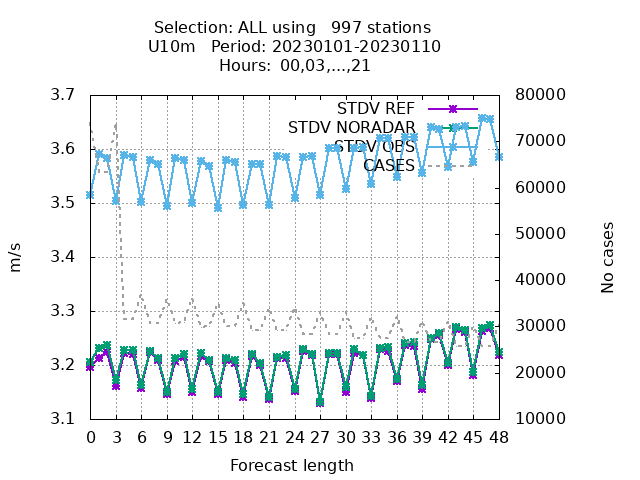 Selection: ALL using 997 stations
U10m Period: 20230101-20230110
Hours: 00,03,...,21
3.7
3.6
3.5
3.4
3.3
3.2
3.1
m/s
80000
70000
60000
50000
40000
30000
20000
10000
No cases
STDV REF
STDV NORADAR
STDV OBS
CASES
0 3 6 9 12 15 18 21 24 27 30 33 36 39 42 45 48
Forecast length